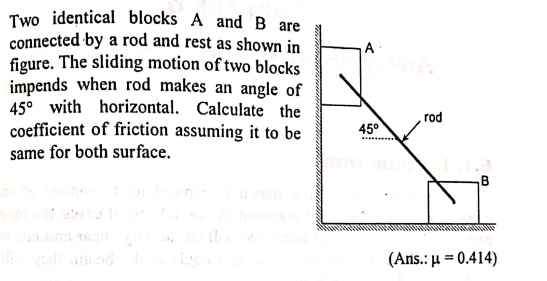 Two identical blocks A and B are
connected by a rod and rest as shown in
figure. The sliding motion of two blocks
impends when rod makes an angle of
45° with horizontal. Calculate the
coefficient of friction assuming it to be
same for both surface.
A
rod
45°
B
(Ans.: μ = 0.414)